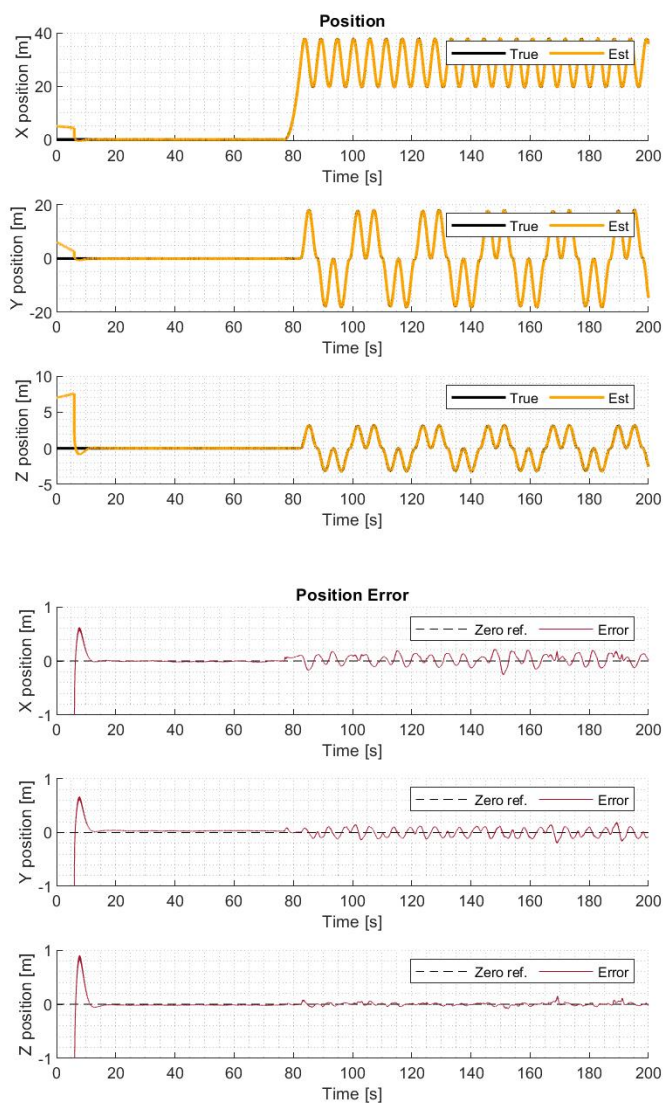 Position
X position [m]
40
20
0
True Est
0 20 40 60 80 100 120 140 160 180 200
Time [s]
Y position [m]
20
0
-20
True Est
0 20 40 60 80 100 120 140 160 180 200
Time [s]
Z position [m]
10
5
0
-5
True Est
0 20 40 60 80 100 120 140 160 180 200
Time [s]
Position Error
X position [m]
1
0
-1
Zero ref. Error
0 20 40 60 80 100 120 140 160 180 200
Time [s]
Y position [m]
1
0
-1
Zero ref. Error
0 20 40 60 80 100 120 140 160 180 200
Time [s]
Z position [m]
1
0
-1
Zero ref. Error
0 20 40 60 80 100 120 140 160 180 200
Time [s]